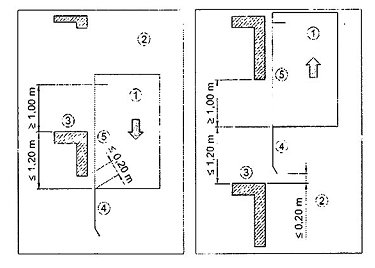 ②
①
≥ 1,00 m
③
⑤
≤ 1,20 m
≤ 0,20 m
④
①
⑤
≥ 1,00 m
④
≤ 1,20 m
③
②
≤ 0,20 m